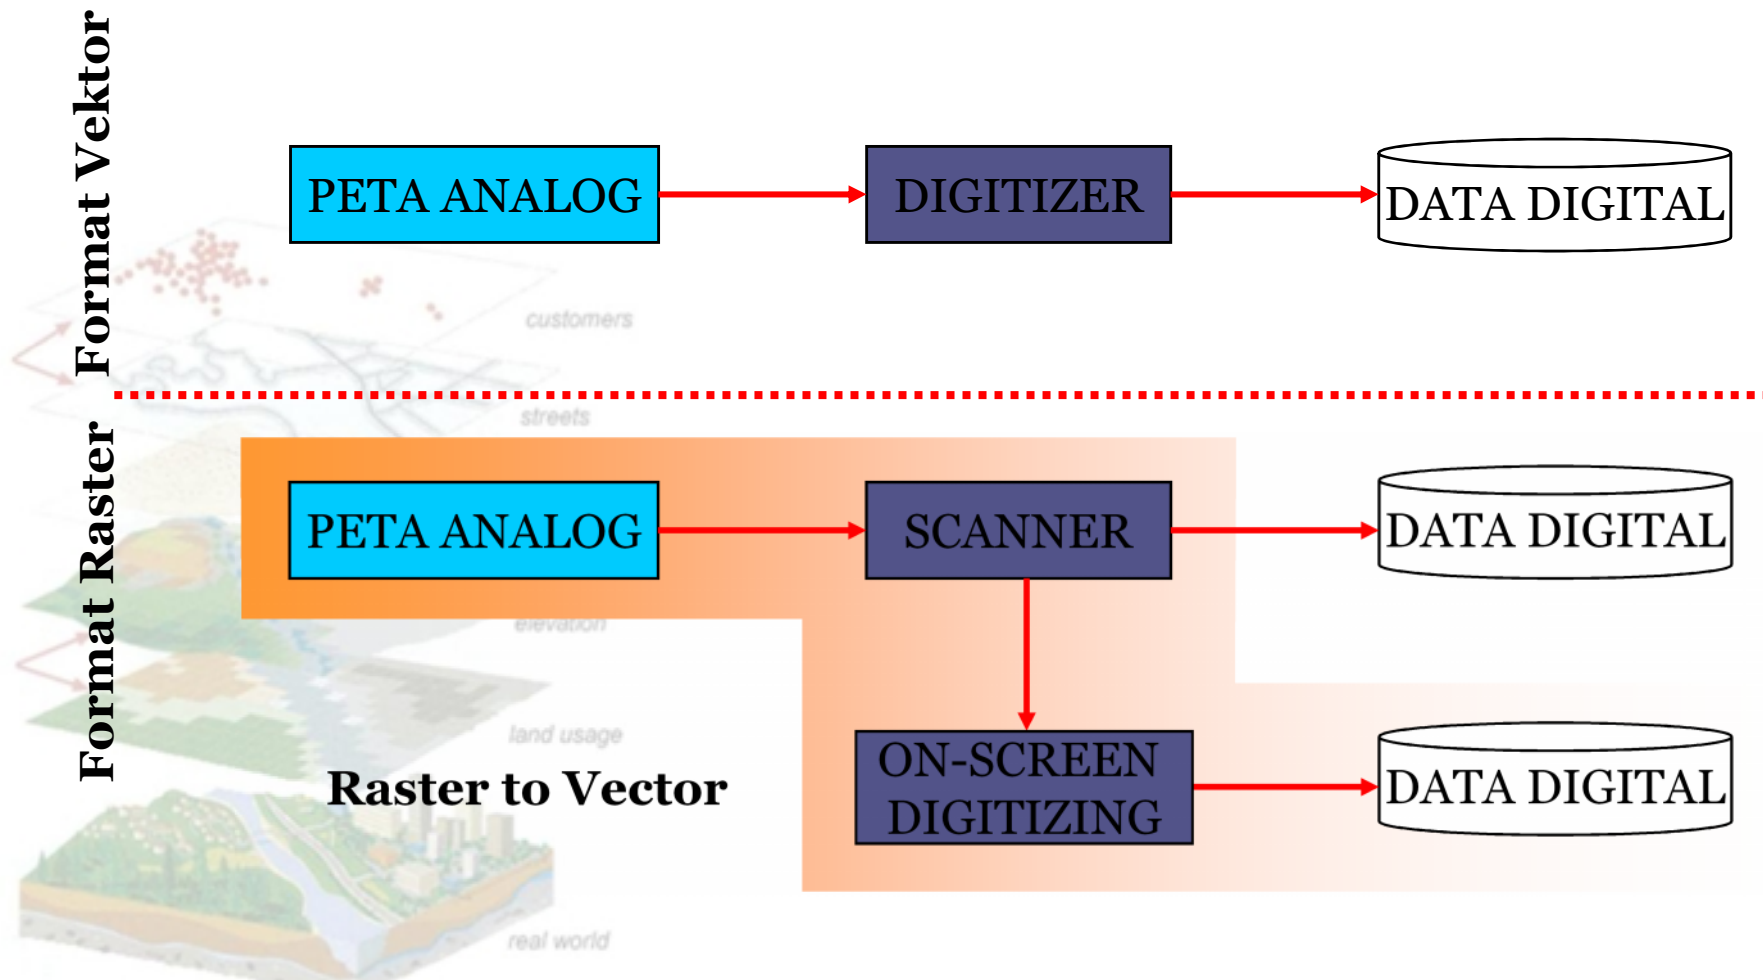 Format Vektor
PETA ANALOG
DIGITIZER
DATA DIGITAL
customers
streets
Format Raster
PETA ANALOG
SCANNER
DATA DIGITAL
elevation
land usage
Raster to Vector
ON-SCREEN
DIGITIZING
DATA DIGITAL
real world